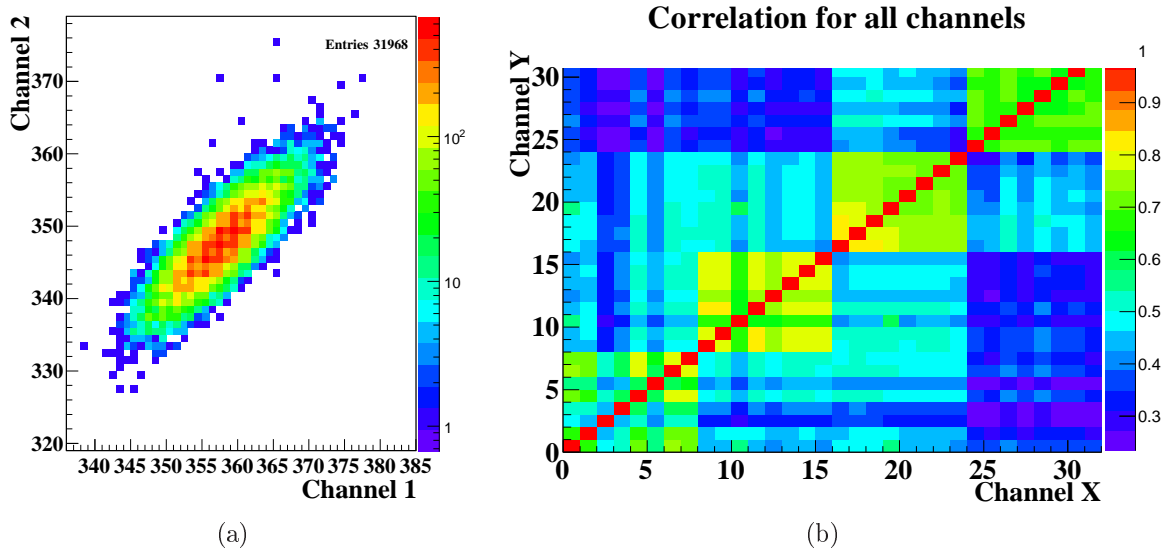 Entries 31968
Channel 2
370
360
350
340
330
320
340 345 350 355 360 365 370 375 380 385
Channel 1
10²
10
1
(a)
Correlation for all channels
Channel Y
30
25
20
15
10
5
0
0 5 10 15 20 25 30
Channel X
1
0.9
0.8
0.7
0.6
0.5
0.4
0.3
(b)